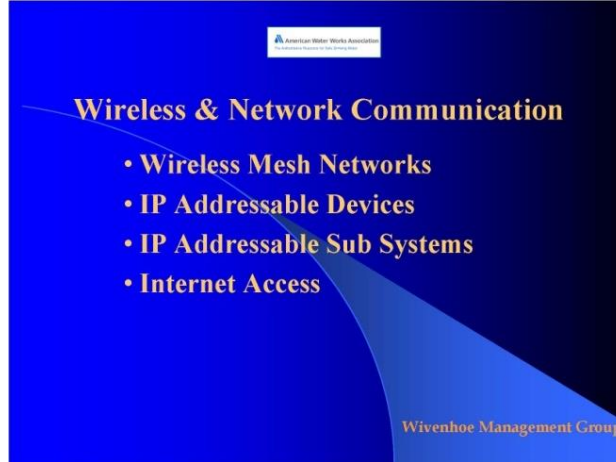 American Water Works Association
Wireless & Network Communication
• Wireless Mesh Networks
• IP Addressable Devices
• IP Addressable Sub Systems
• Internet Access
Wivenhoe Management Group